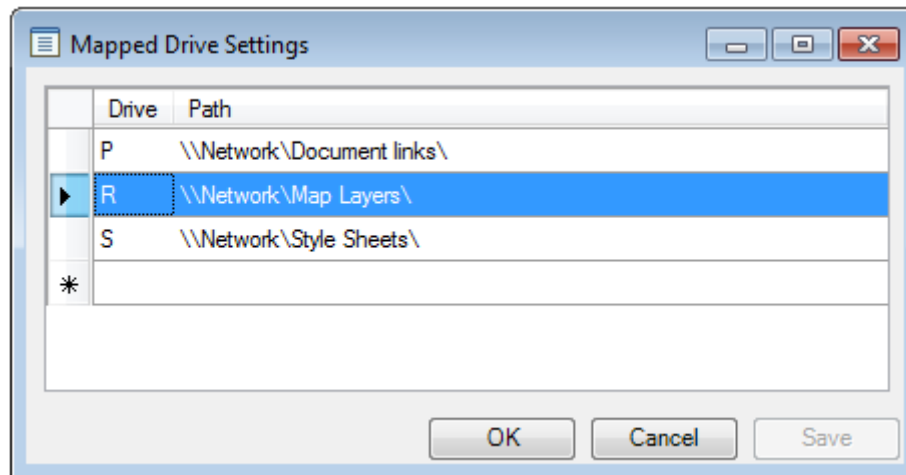 Mapped Drive Settings
Drive Path
P \\Network\Document links\
R \\Network\Map Layers\
S \\Network\Style Sheets\
OK Cancel Save